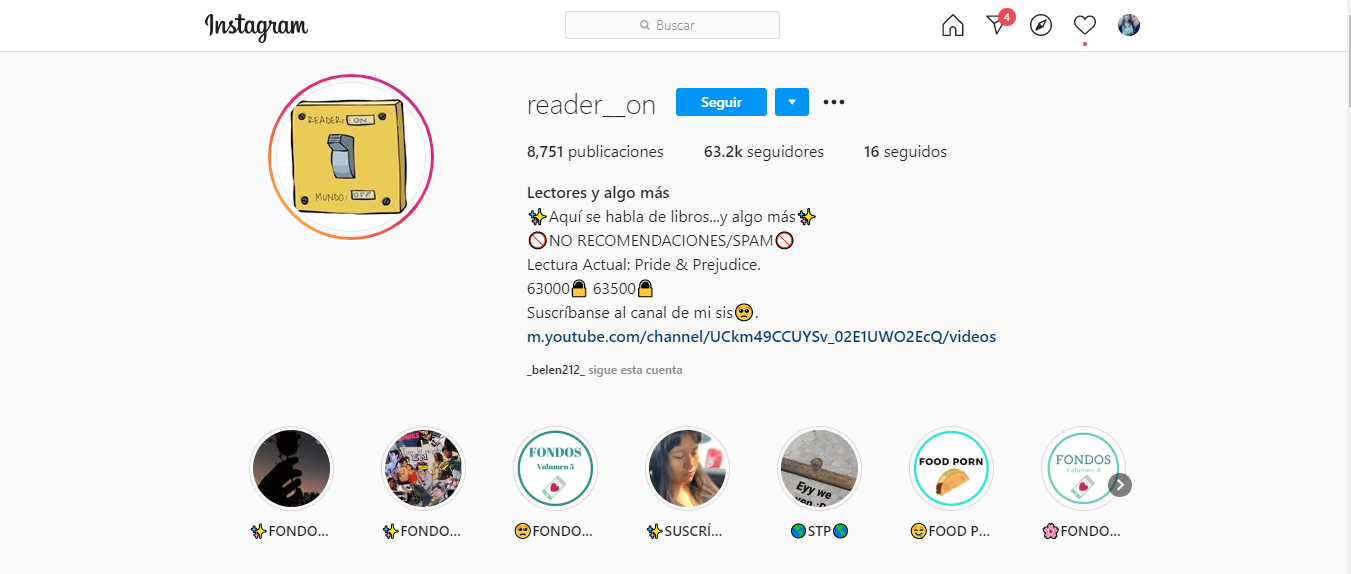 Instagram
Buscar
4
reader__on
Seguir
8,751 publicaciones 63.2k seguidores 16 seguidos
READER: ON
MUNDO: OFF
Lectores y algo más
✨Aquí se habla de libros...y algo más✨
🚫NO RECOMENDACIONES/SPAM🚫
Lectura Actual: Pride & Prejudice.
63000🔒 63500🔒
Suscríbanse al canal de mi sis🥺.
m.youtube.com/channel/UCkm49CCUYSv_02E1UWO2EcQ/videos
_belen212_ sigue esta cuenta
FONDOS
Volumen 5
Eyy we
FOOD PORN
FONDOS
Volumen 4
✨FONDO...
✨FONDO...
🥺FONDO...
✨SUSCRÍ...
🌎STP🌎
🤤FOOD P...
🌸FONDO...